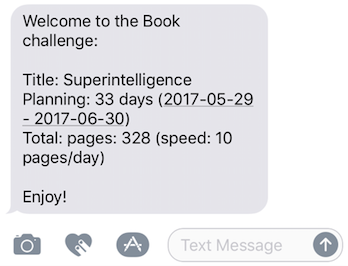 Welcome to the Book
challenge:
Title: Superintelligence
Planning: 33 days (2017-05-29
- 2017-06-30)
Total: pages: 328 (speed: 10
pages/day)
Enjoy!
Text Message